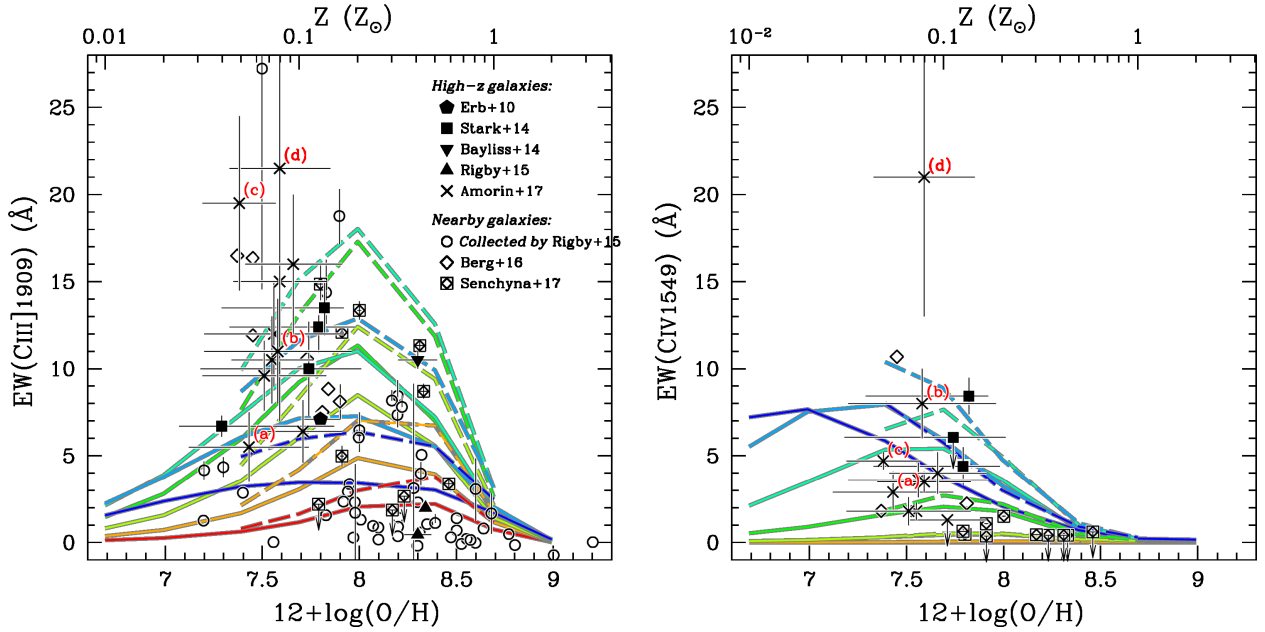 Z (Z⊙)
0.01 0.1 1
EW(CIII]1909) (Å)
25
20
15
10
5
0
High-z galaxies:
Erb+10
Stark+14
Bayliss+14
Rigby+15
Amorin+17
Nearby galaxies:
Collected by Rigby+15
Berg+16
Senchyna+17
(d)
(c)
(b)
(a)
7 7.5 8 8.5 9
12+log(O/H)
Z (Z⊙)
10⁻² 0.1 1
EW(CIV1549) (Å)
25
20
15
10
5
0
(d)
(b)
(c)
(a)
7 7.5 8 8.5 9
12+log(O/H)